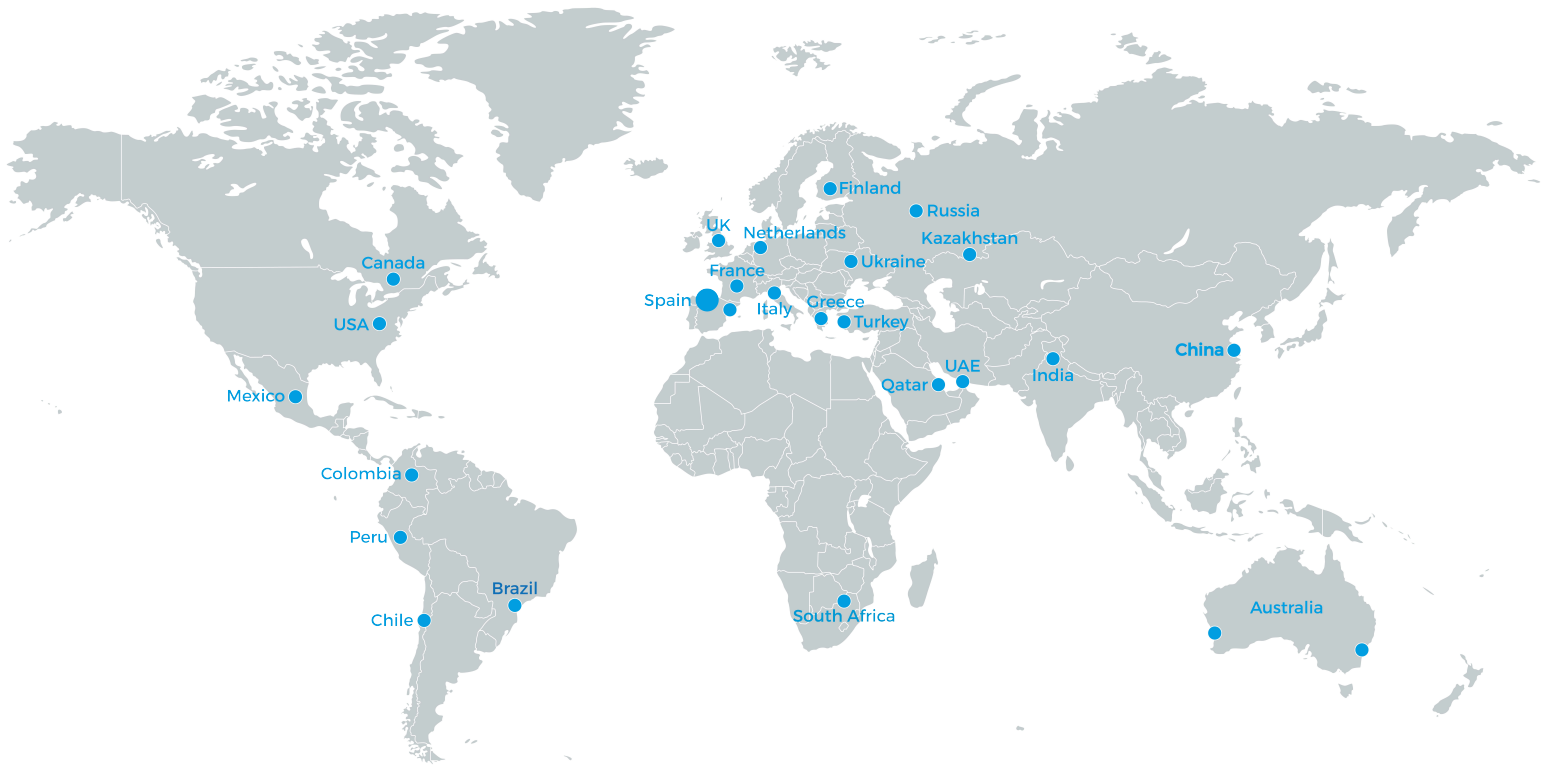 Finland
Russia
UK
Netherlands
Kazakhstan
Canada
France
Ukraine
Spain
Italy
Greece
USA
Turkey
China
UAE
India
Qatar
Mexico
Colombia
Peru
Brazil
Australia
Chile
South Africa